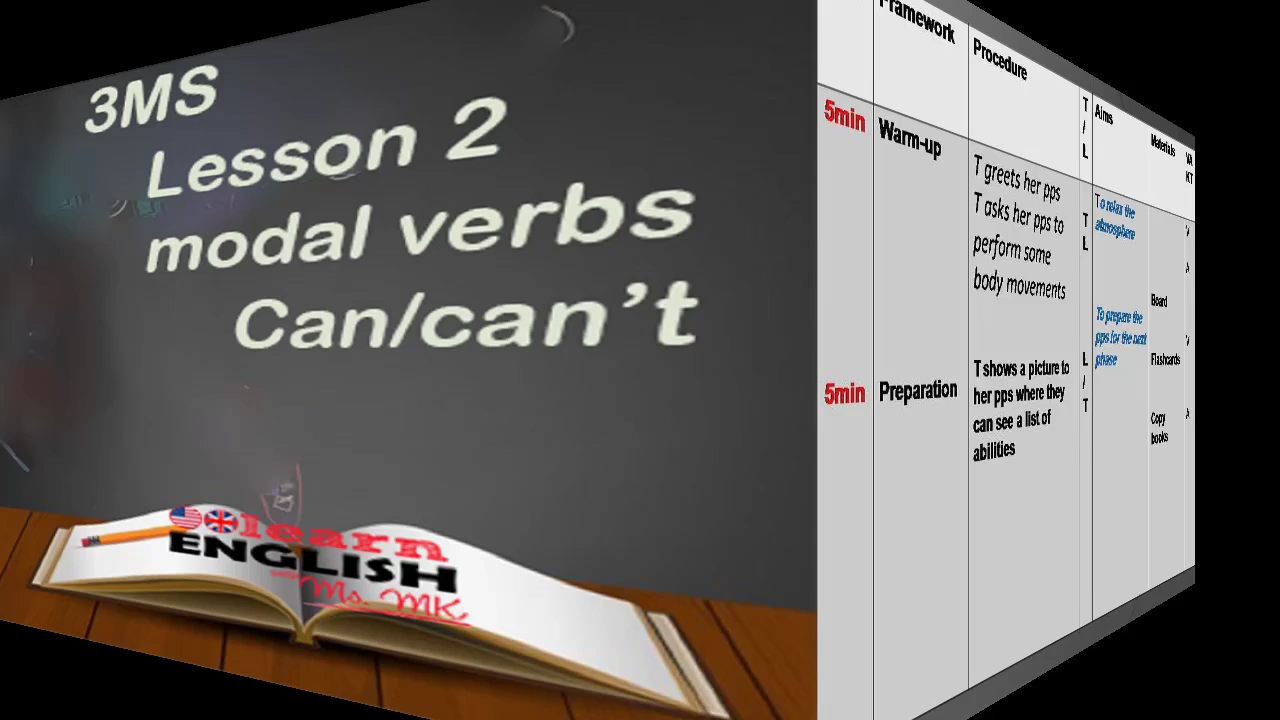 3MS
Lesson 2
modal verbs
Can/can't
learn
ENGLISH
Ms. MK
Framework
Procedure
T
/
L
Aims
Materials
VA
KT
5min
Warm-up
T greets her pps
T asks her pps to
perform some
body movements
T
L
To relax the
atmosphere
V
A
Board
To prepare the
pps for the next
phase
V
Flashcards
5min
Preparation
T shows a picture to
her pps where they
can see a list of
abilities
L
/
T
Copy
books
A